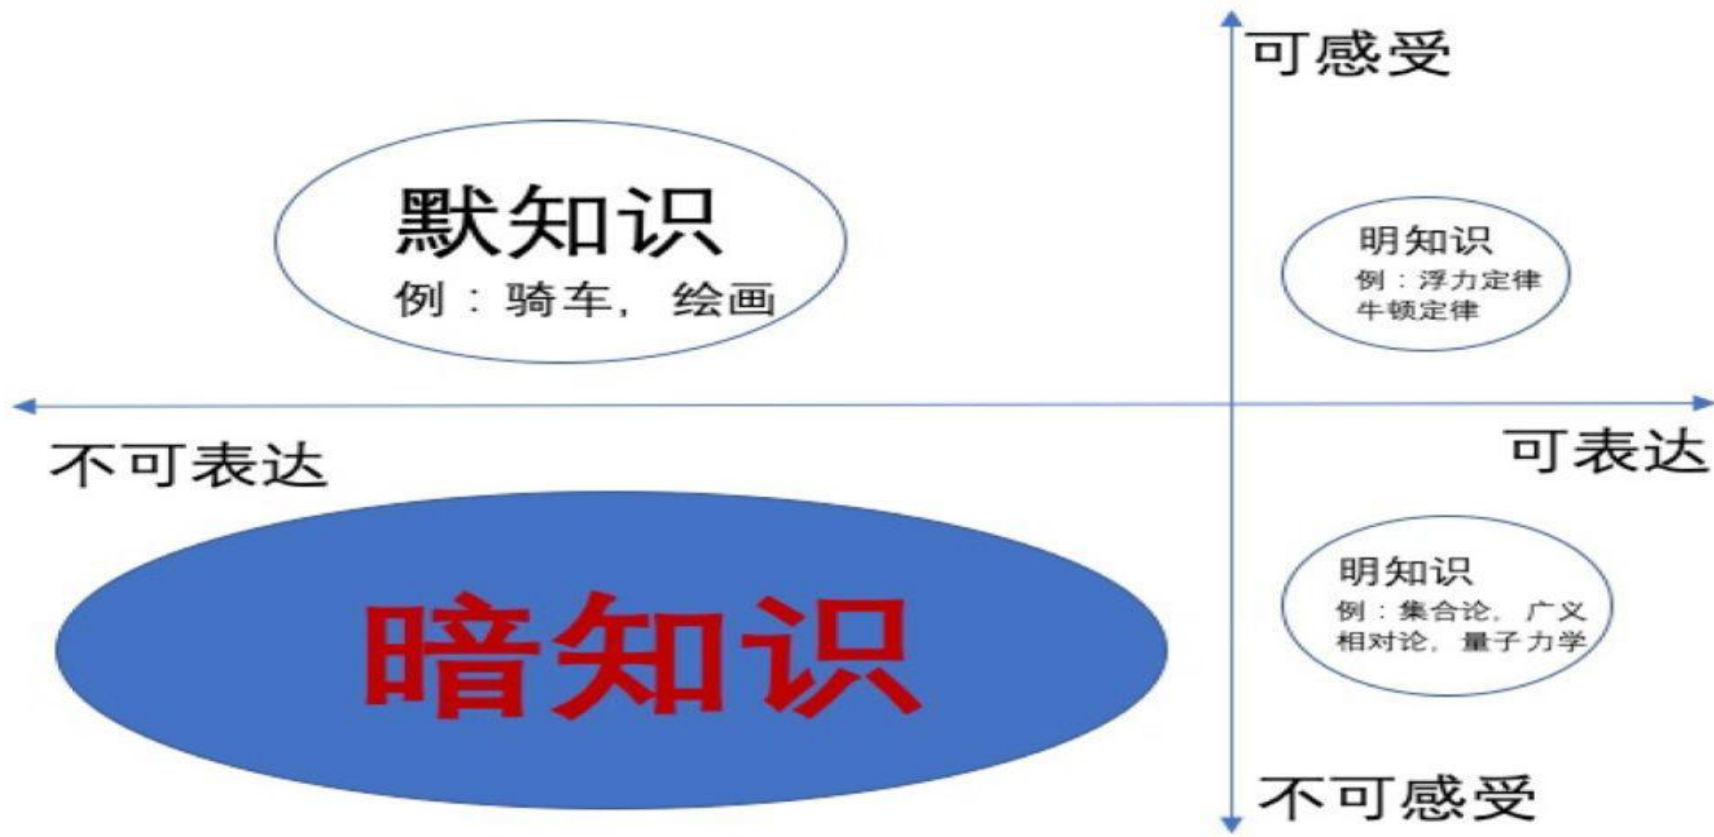 可感受
默知识
例：骑车，绘画
明知识
例：浮力定律
牛顿定律
不可表达
可表达
暗知识
明知识
例：集合论，广义
相对论，量子力学
不可感受